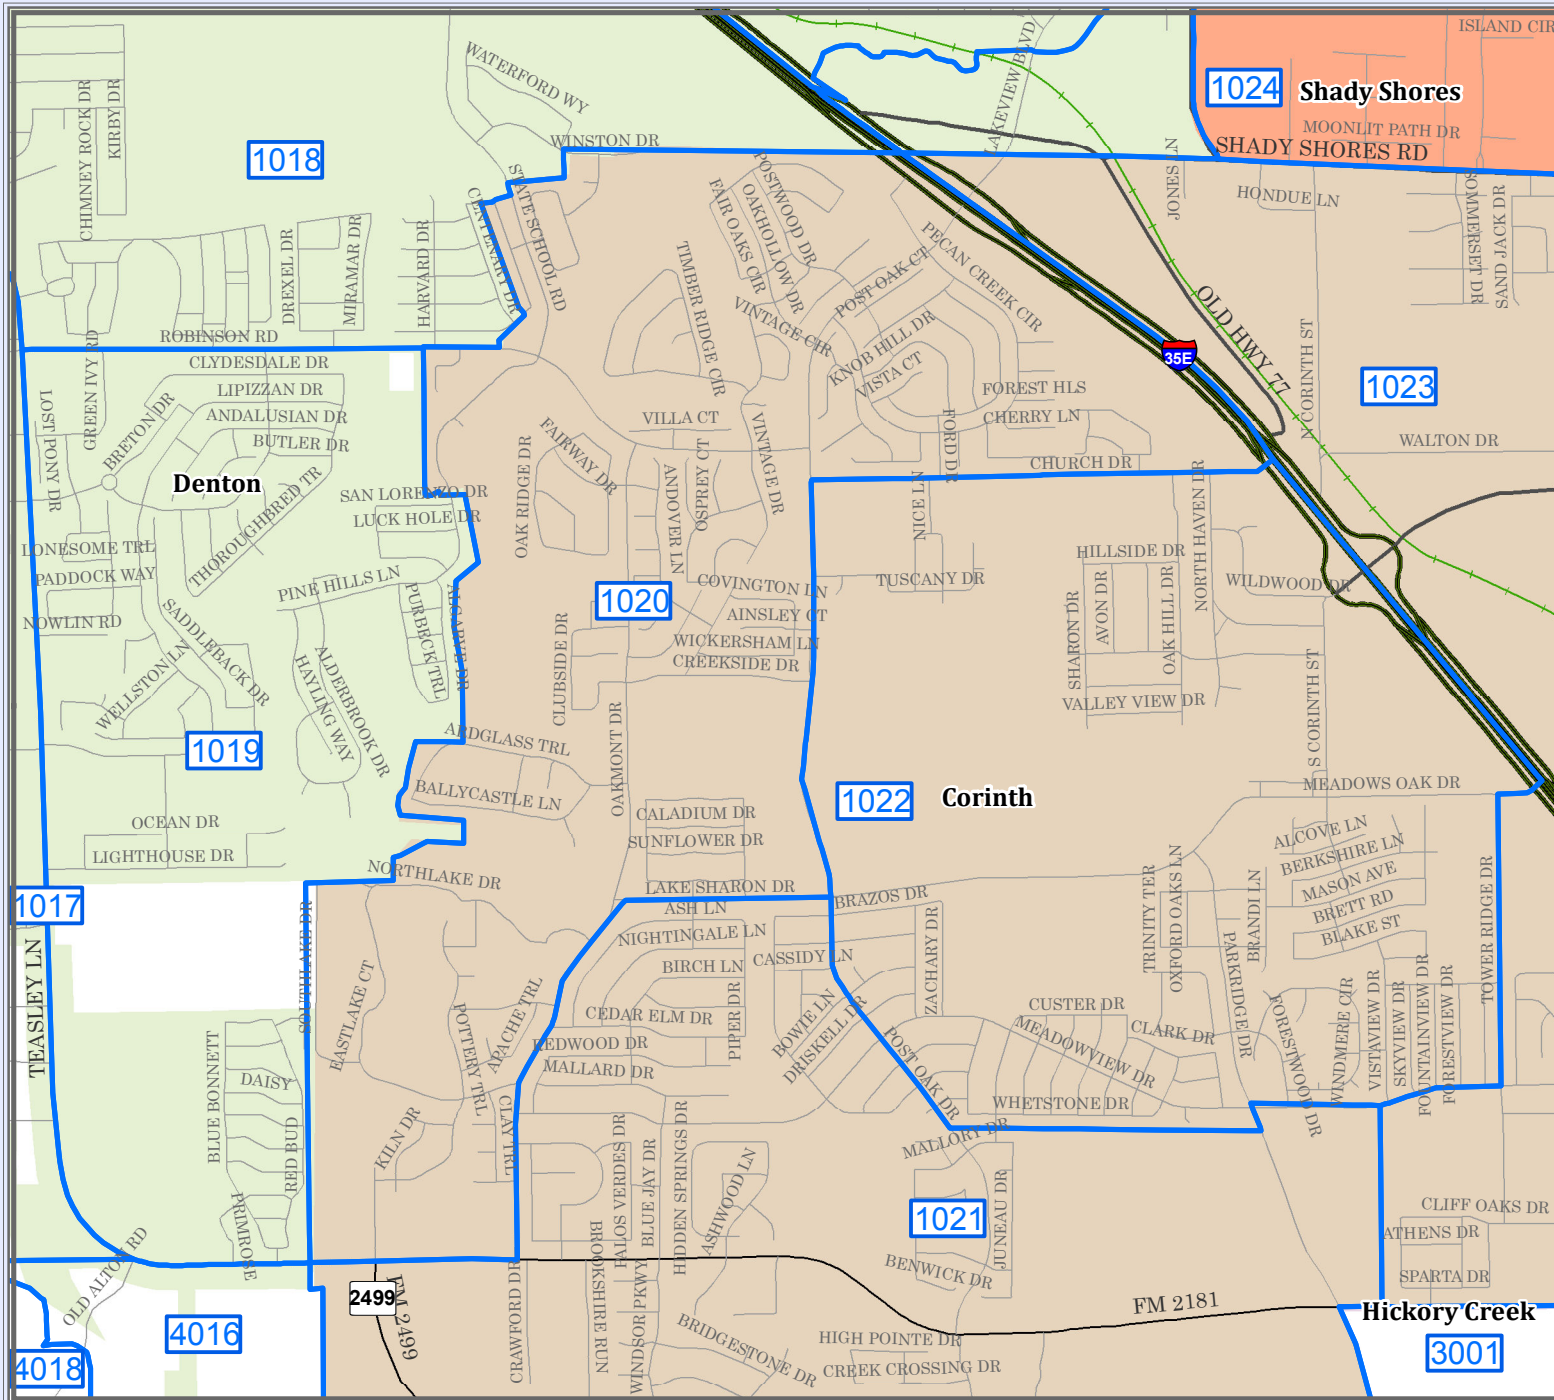 ISLAND CIR
WATERFORD WY
LAKEVIEW BLVD
1024
Shady Shores
CHIMNEY ROCK DR
KIRBY DR
MOONLIT PATH DR
WINSTON DR
SHADY SHORES RD
1018
JONES LN
HONDUE LN
SOMMERSET DR
SAND JACK DR
STATE SCHOOL RD
CENTENARY DR
POSTWOOD DR
OAKHOLLOW DR
FAIR OAKS CIR
DREXEL DR
MIRAMAR DR
HARVARD DR
TIMBER RIDGE CIR
PECAN CREEK CIR
POST OAK CT
VINTAGE CIR
OLD HWY 77
ROBINSON RD
KNOB HILL DR
VISTA CT
35E
N CORINTH ST
CLYDESDALE DR
GREEN IVY RD
LIPIZZAN DR
FOREST HLS
1023
LOST PONY DR
BRETON DR
ANDALUSIAN DR
VILLA CT
CHERRY LN
BUTLER DR
FAIRWAY DR
VINTAGE DR
FORD DR
WALTON DR
Denton
OAK RIDGE DR
OSPREY CT
ANDOVER LN
CHURCH DR
SAN LORENZO DR
THOROUGHBRED TR
LUCK HOLE DR
NICE LN
NORTH HAVEN DR
LONESOME TRL
HILLSIDE DR
PADDOCK WAY
PINE HILLS LN
COVINGTON LN
TUSCANY DR
WILDWOOD DR
1020
AINSLEY CT
NOWLIN RD
SADDLEBACK DR
PURBECK TRL
ALGARVE DR
WICKERSHAM LN
SHARON DR
AVON DR
OAK HILL DR
CREEKSIDE DR
CLUBSIDE DR
WELLSTON LN
ALDERBROOK DR
HAYLING WAY
VALLEY VIEW DR
S CORINTH ST
1019
ARDGLASS TRL
OAKMONT DR
BALLYCASTLE LN
1022
Corinth
MEADOWS OAK DR
OCEAN DR
CALADIUM DR
ALCOVE LN
LIGHTHOUSE DR
SUNFLOWER DR
BERKSHIRE LN
NORTHLAKE DR
LAKE SHARON DR
BRAZOS DR
MASON AVE
1017
ASH LN
BRETT RD
TRINITY TER
OXFORD OAKS LN
BRANDI LN
TOWER RIDGE DR
NIGHTINGALE LN
BLAKE ST
CASSIDY LN
BIRCH LN
ZACHARY DR
TEASLEY LN
SOUTHLAKE DR
EASTLAKE CT
POTTERY TRL
APACHE TRL
CEDAR ELM DR
PIPER DR
BOWIE LN
DRISKELL DR
CUSTER DR
CLARK DR
PARKRIDGE DR
FORESTWOOD DR
WINDMERE CIR
VISTAVIEW DR
SKYVIEW DR
FOUNTAINVIEW DR
FORESTVIEW DR
REDWOOD DR
MALLARD DR
MEADOWVIEW DR
BLUE BONNETT
DAISY
POST OAK DR
WHETSTONE DR
RED BUD
KILN DR
CLAY TRL
MALLORY DR
PALOS VERDES DR
BLUE JAY DR
HIDDEN SPRINGS DR
ASHWOOD LN
PRIMROSE
1021
JUNEAU DR
CLIFF OAKS DR
ATHENS DR
OLD ALTON RD
BENWICK DR
SPARTA DR
2499
FM 2499
CRAWFORD DR
BROOKSHIRE RUN
WINDSOR PKWY
FM 2181
Hickory Creek
4016
BRIDGESTONE DR
HIGH POINTE DR
4018
CREEK CROSSING DR
3001